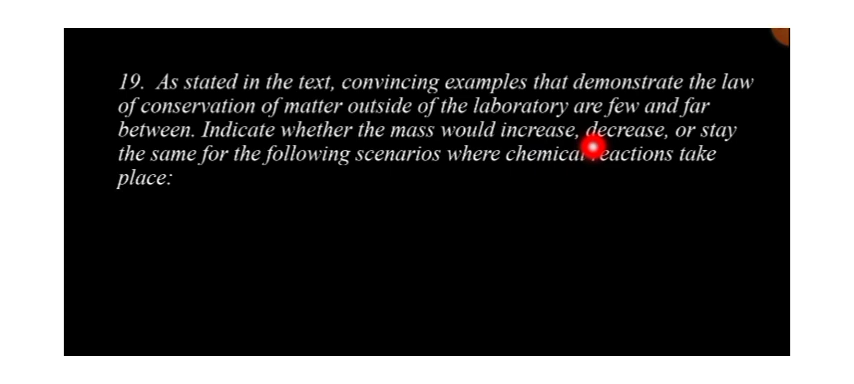 19. As stated in the text, convincing examples that demonstrate the law
of conservation of matter outside of the laboratory are few and far
between. Indicate whether the mass would increase, decrease, or stay
the same for the following scenarios where chemical reactions take
place: